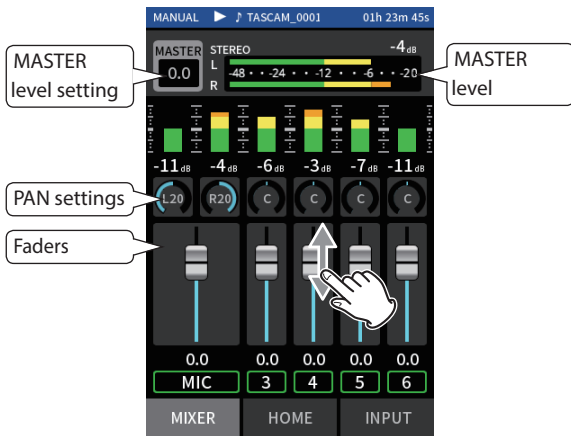 MANUAL TASCAM_0001 01h 23m 45s
MASTER
level setting
MASTER
0.0
STEREO
-4dB
L
-48 · · -24 · · -12 · · -6 · · -20
R
MASTER
level
-11dB -4dB -6dB -3dB -7dB -11dB
PAN settings
L20 R20 C C C C
Faders
0.0 0.0 0.0 0.0 0.0
MIC 3 4 5 6
MIXER HOME INPUT